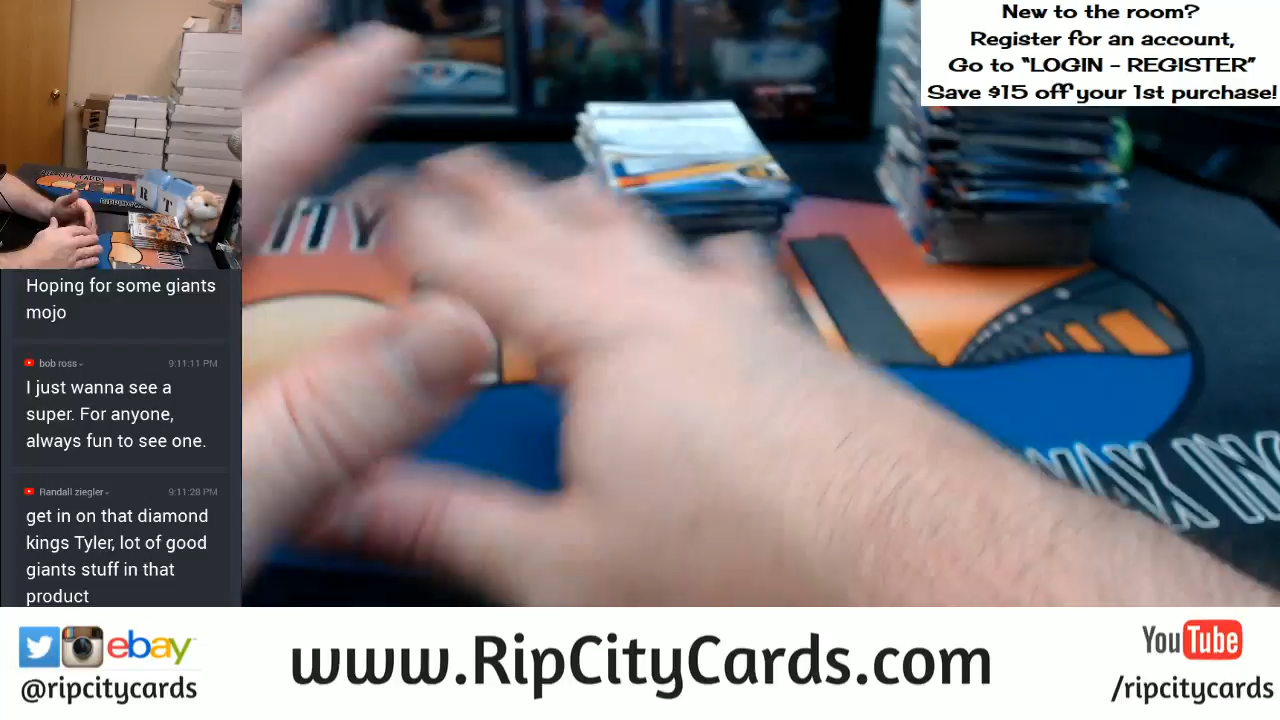 New to the room?
Register for an account,
Go to “LOGIN - REGISTER”
Save $15 off your 1st purchase!
ITY
R
T
Hoping for some giants
mojo
bob ross
9:11:11 PM
I just wanna see a
super. For anyone,
always fun to see one.
Randall ziegler
9:11:28 PM
get in on that diamond
kings Tyler, lot of good
giants stuff in that
product
WAX IN
ebay
@ripcitycards
www.RipCityCards.com
YouTube
/ripcitycards